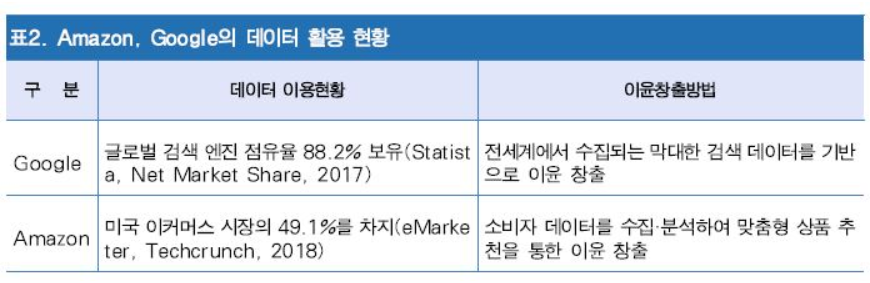 표2. Amazon, Google의 데이터 활용 현황
구 분
데이터 이용현황
이윤창출방법
Google
글로벌 검색 엔진 점유율 88.2% 보유(Statist
a, Net Market Share, 2017)
전세계에서 수집되는 막대한 검색 데이터를 기반
으로 이윤 창출
Amazon
미국 이커머스 시장의 49.1%를 차지(eMarke
ter, Techcrunch, 2018)
소비자 데이터를 수집·분석하여 맞춤형 상품 추
천을 통한 이윤 창출